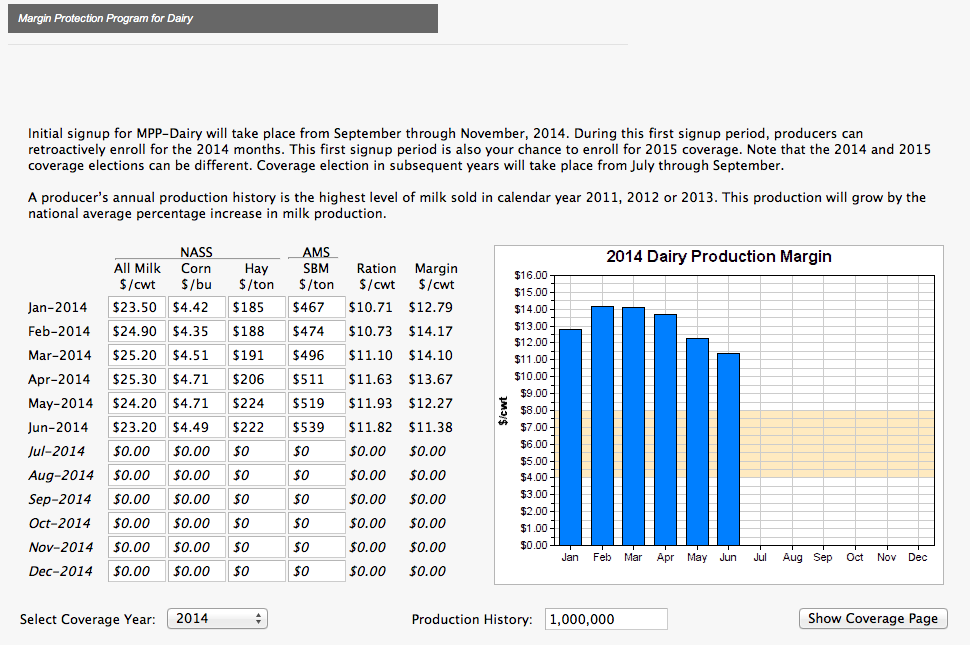 Margin Protection Program for Dairy
Initial signup for MPP-Dairy will take place from September through November, 2014. During this first signup period, producers can
retroactively enroll for the 2014 months. This first signup period is also your chance to enroll for 2015 coverage. Note that the 2014 and 2015
coverage elections can be different. Coverage election in subsequent years will take place from July through September.
A producer's annual production history is the highest level of milk sold in calendar year 2011, 2012 or 2013. This production will grow by the
national average percentage increase in milk production.
NASS AMS
All Milk Corn Hay SBM Ration Margin
$/cwt $/bu $/ton $/ton $/cwt $/cwt
Jan-2014 $23.50 $4.42 $185 $467 $10.71 $12.79
Feb-2014 $24.90 $4.35 $188 $474 $10.73 $14.17
Mar-2014 $25.20 $4.51 $191 $496 $11.10 $14.10
Apr-2014 $25.30 $4.71 $206 $511 $11.63 $13.67
May-2014 $24.20 $4.71 $224 $519 $11.93 $12.27
Jun-2014 $23.20 $4.49 $222 $539 $11.82 $11.38
Jul-2014 $0.00 $0.00 $0 $0 $0.00 $0.00
Aug-2014 $0.00 $0.00 $0 $0 $0.00 $0.00
Sep-2014 $0.00 $0.00 $0 $0 $0.00 $0.00
Oct-2014 $0.00 $0.00 $0 $0 $0.00 $0.00
Nov-2014 $0.00 $0.00 $0 $0 $0.00 $0.00
Dec-2014 $0.00 $0.00 $0 $0 $0.00 $0.00
2014 Dairy Production Margin
$16.00
$15.00
$14.00
$13.00
$12.00
$11.00
$10.00
$9.00
$8.00
$7.00
$6.00
$5.00
$4.00
$3.00
$2.00
$1.00
$0.00
$/cwt
Jan Feb Mar Apr May Jun Jul Aug Sep Oct Nov Dec
Select Coverage Year: 2014 Production History: 1,000,000 Show Coverage Page